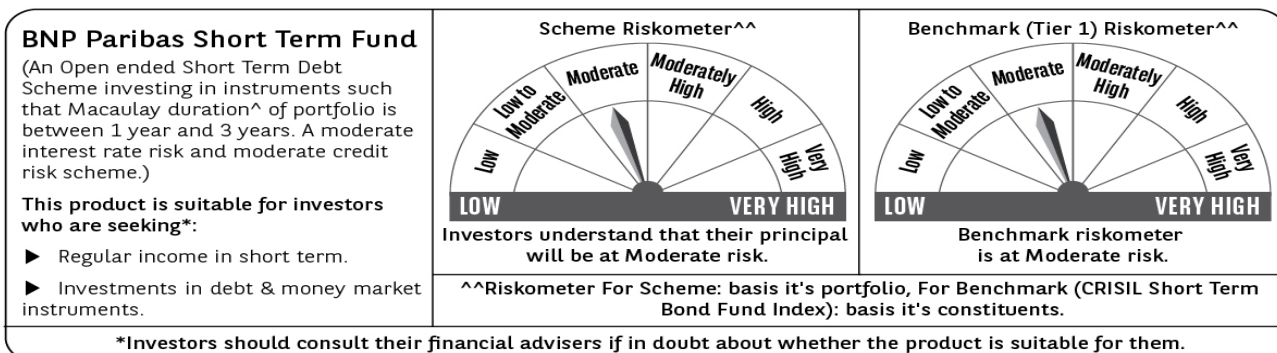 BNP Paribas Short Term Fund
(An Open ended Short Term Debt
Scheme investing in instruments such
that Macaulay duration^ of portfolio is
between 1 year and 3 years. A moderate
interest rate risk and moderate credit
risk scheme.)
This product is suitable for investors
who are seeking*:
► Regular income in short term.
► Investments in debt & money market
instruments.
Scheme Riskometer^^
Low
Low to
Moderate
Moderate
Moderately
High
High
Very
High
LOW VERY HIGH
Investors understand that their principal
will be at Moderate risk.
Benchmark (Tier 1) Riskometer^^
Low
Low to
Moderate
Moderate
Moderately
High
High
Very
High
LOW VERY HIGH
Benchmark riskometer
is at Moderate risk.
^^Riskometer For Scheme: basis it's portfolio, For Benchmark (CRISIL Short Term
Bond Fund Index): basis it's constituents.
*Investors should consult their financial advisers if in doubt about whether the product is suitable for them.